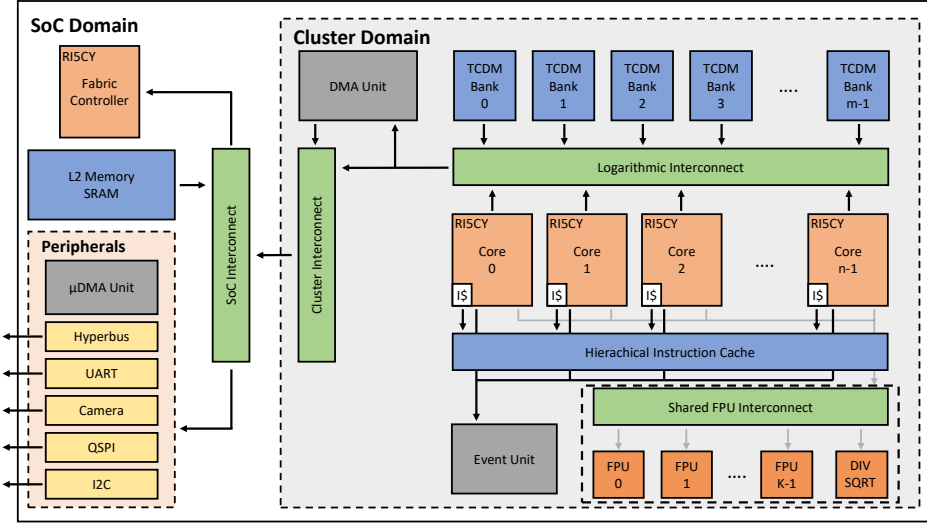 SoC Domain
RI5CY
Fabric
Controller
L2 Memory
SRAM
Peripherals
µDMA Unit
Hyperbus
UART
Camera
QSPI
I2C
SoC Interconnect
Cluster Domain
DMA Unit
Cluster Interconnect
TCDM
Bank
0
TCDM
Bank
1
TCDM
Bank
2
TCDM
Bank
3
....
TCDM
Bank
m-1
Logarithmic Interconnect
RI5CY
Core
0
I$
RI5CY
Core
1
I$
RI5CY
Core
2
I$
....
RI5CY
Core
n-1
I$
Hierachical Instruction Cache
Event Unit
Shared FPU Interconnect
FPU
0
FPU
1
....
FPU
K-1
DIV
SQRT